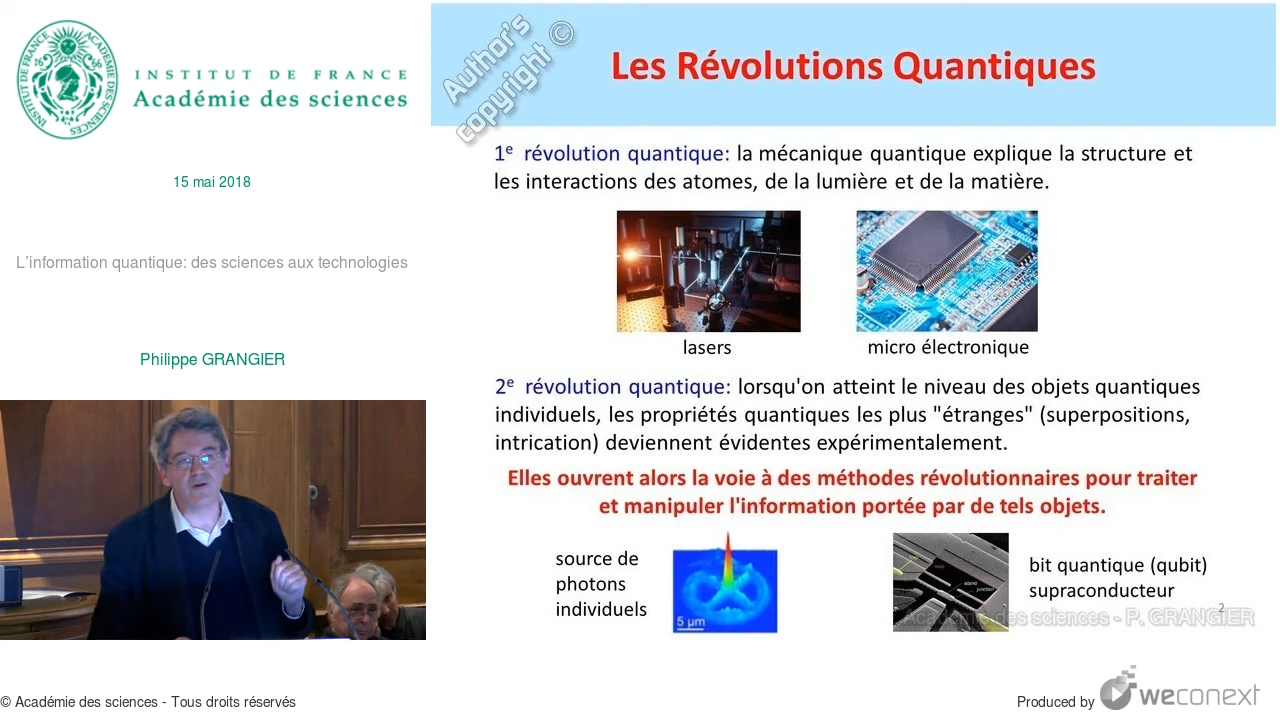 INSTITUT DE FRANCE
Académie des sciences
15 mai 2018
L'information quantique: des sciences aux technologies
Philippe GRANGIER
Author's
copyright ©
Les Révolutions Quantiques
1e révolution quantique: la mécanique quantique explique la structure et
les interactions des atomes, de la lumière et de la matière.
lasers
micro électronique
2e révolution quantique: lorsqu'on atteint le niveau des objets quantiques
individuels, les propriétés quantiques les plus "étranges" (superpositions,
intrication) deviennent évidentes expérimentalement.
Elles ouvrent alors la voie à des méthodes révolutionnaires pour traiter
et manipuler l'information portée par de tels objets.
source de
photons
individuels
5 µm
loop
island
junction
bit quantique (qubit)
supraconducteur
2
Académie des sciences - P. GRANGIER
© Académie des sciences - Tous droits réservés
Produced by weconext